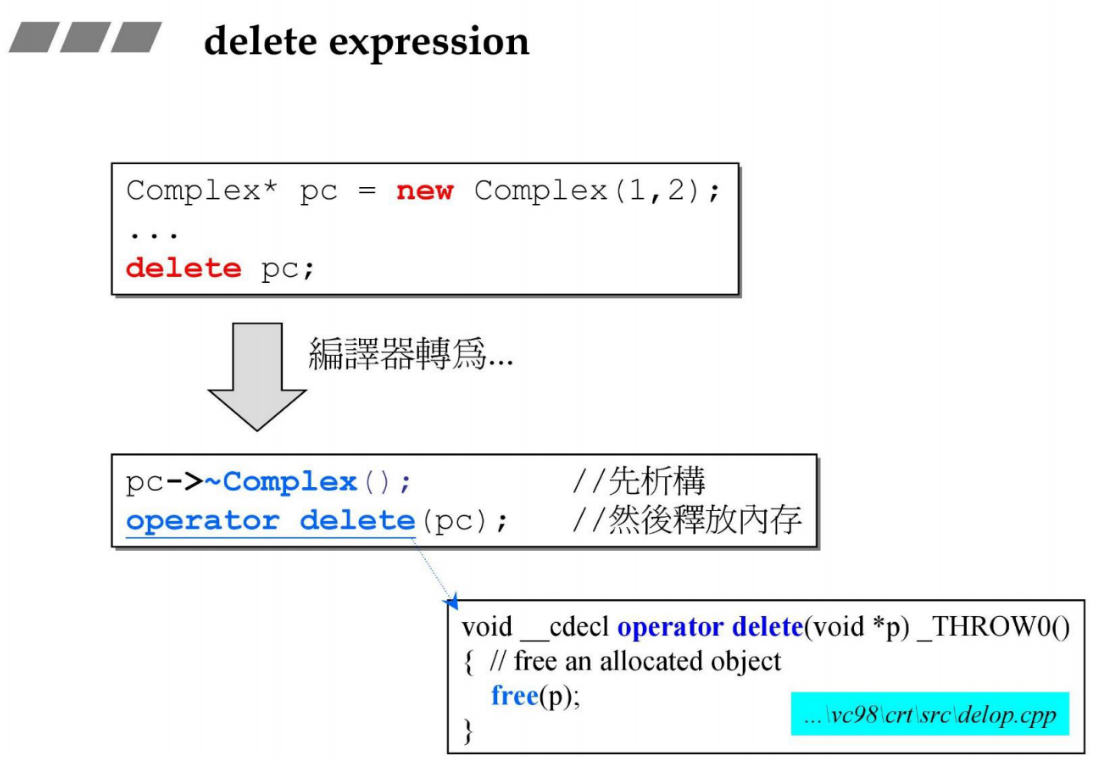 delete expression
Complex* pc = new Complex(1,2);
...
delete pc;
編譯器轉爲...
pc->~Complex(); //先析構
operator delete(pc); //然後釋放內存
void __cdecl operator delete(void *p) _THROW0()
{ // free an allocated object
free(p);
}
...\vc98\crt\src\delop.cpp